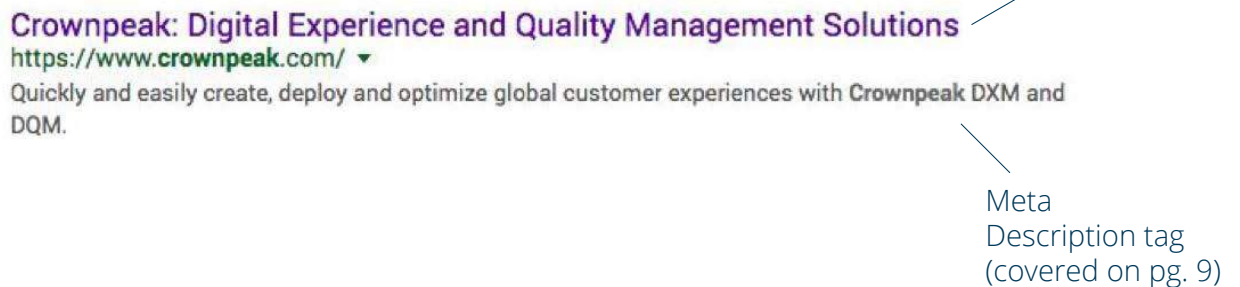 Crownpeak: Digital Experience and Quality Management Solutions
https://www.crownpeak.com/ ▼
Quickly and easily create, deploy and optimize global customer experiences with Crownpeak DXM and
DQM.
Meta
Description tag
(covered on pg. 9)